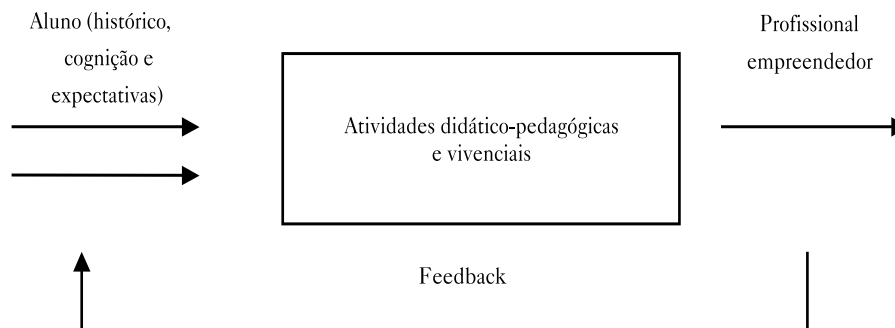 Aluno (histórico,
cognição e
expectativas)
Atividades didático-pedagógicas
e vivenciais
Profissional
empreendedor
Feedback